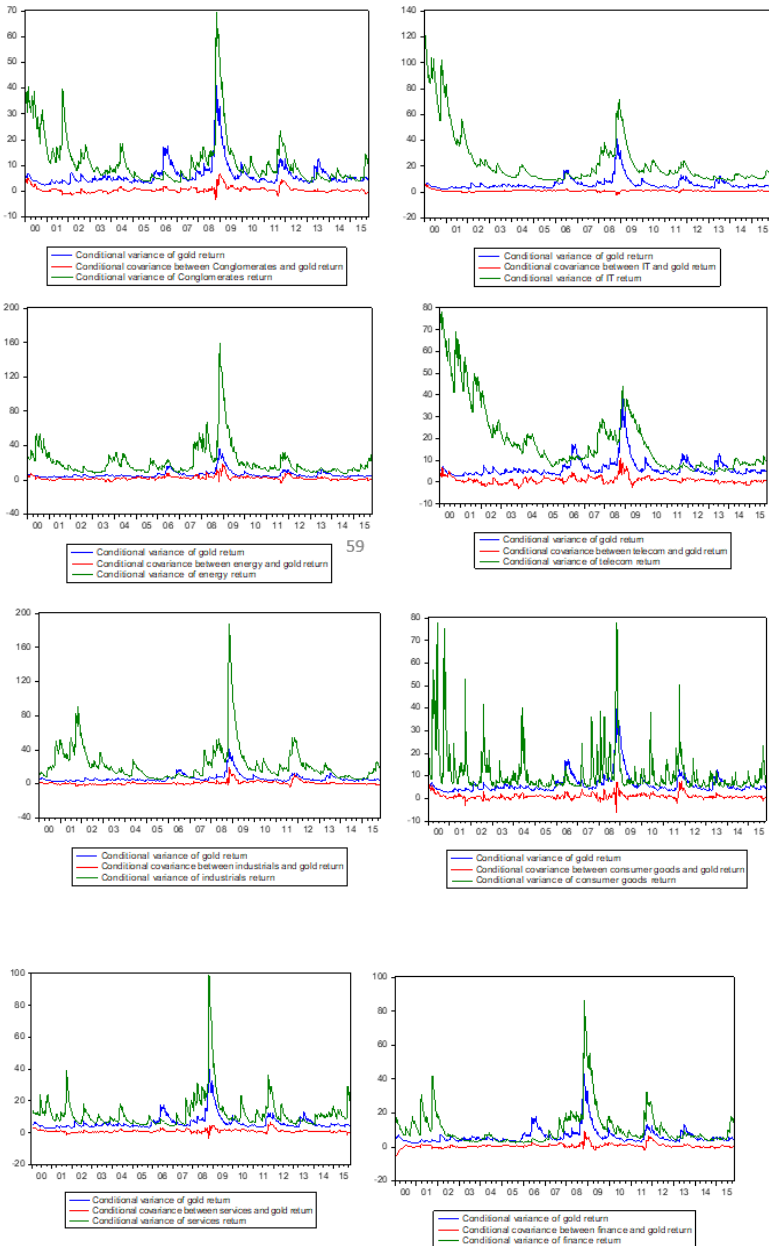 70
60
50
40
30
20
10
0
-10
00 01 02 03 04 05 06 07 08 09 10 11 12 13 14 15
Conditional variance of gold return
Conditional covariance between Conglomerates and gold return
Conditional variance of Conglomerates return
140
120
100
80
60
40
20
0
-20
00 01 02 03 04 05 06 07 08 09 10 11 12 13 14 15
Conditional variance of gold return
Conditional covariance between IT and gold return
Conditional variance of IT return
200
160
120
80
40
0
-40
00 01 02 03 04 05 06 07 08 09 10 11 12 13 14 15
Conditional variance of gold return
Conditional covariance between energy and gold return
Conditional variance of energy return
59
80
70
60
50
40
30
20
10
0
-10
00 01 02 03 04 05 06 07 08 09 10 11 12 13 14 15
Conditional variance of gold return
Conditional covariance between telecom and gold return
Conditional variance of telecom return
200
160
120
80
40
0
-40
00 01 02 03 04 05 06 07 08 09 10 11 12 13 14 15
Conditional variance of gold return
Conditional covariance between industrials and gold return
Conditional variance of industrials return
80
70
60
50
40
30
20
10
0
-10
00 01 02 03 04 05 06 07 08 09 10 11 12 13 14 15
Conditional variance of gold return
Conditional covariance between consumer goods and gold return
Conditional variance of consumer goods return
100
80
60
40
20
0
-20
00 01 02 03 04 05 06 07 08 09 10 11 12 13 14 15
Conditional variance of gold return
Conditional covariance between services and gold return
Conditional variance of services return
100
80
60
40
20
0
-20
00 01 02 03 04 05 06 07 08 09 10 11 12 13 14 15
Conditional variance of gold return
Conditional covariance between finance and gold return
Conditional variance of finance return